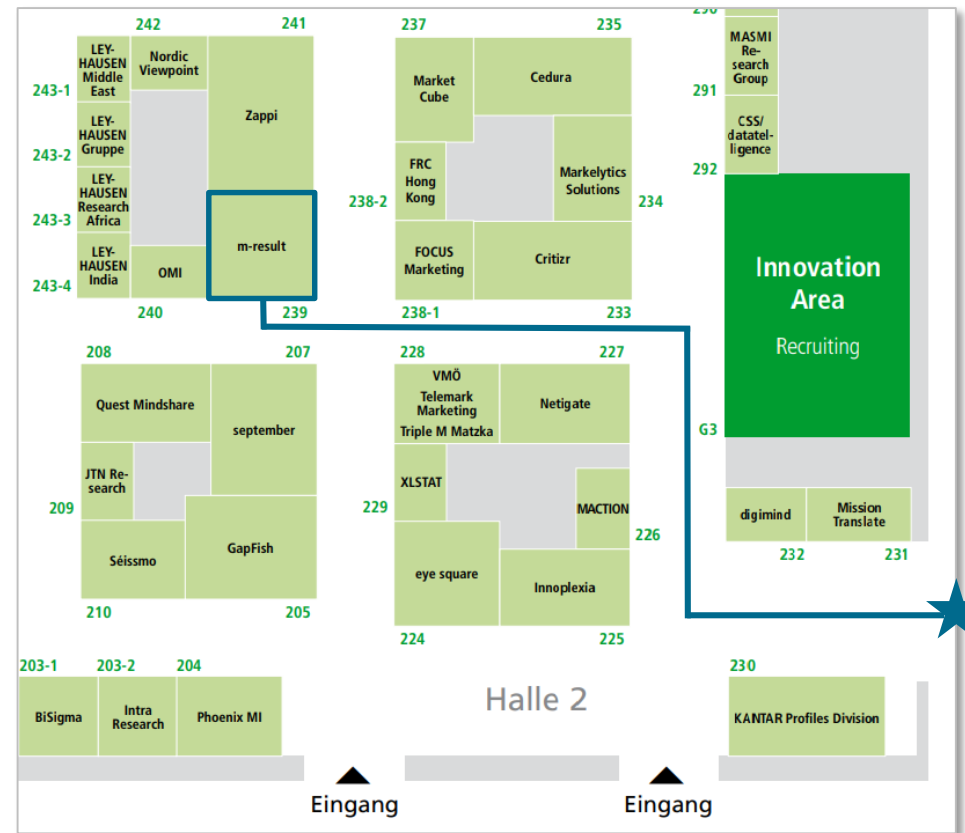 242
241
LEY-
HAUSEN
Middle
East
243-1
Nordic
Viewpoint
Zappi
LEY-
HAUSEN
Gruppe
243-2
LEY-
HAUSEN
Research
Africa
243-3
LEY-
HAUSEN
India
243-4
OMI
m-result
240
239
237
235
Market
Cube
Cedura
FRC
Hong
Kong
238-2
Markelytics
Solutions
234
FOCUS
Marketing
Critizr
238-1
233
MASMI
Re-
search
Group
291
CSS/
datatel-
ligence
292
Innovation
Area
Recruiting
G3
digimind
Mission
Translate
232
231
208
207
Quest Mindshare
september
JTN Re-
search
209
Séissmo
GapFish
210
205
228
227
VMÖ
Telemark
Marketing
Triple M Matzka
Netigate
XLSTAT
229
MACTION
226
eye square
Innoplexia
224
225
203-1
203-2
204
BiSigma
Intra
Research
Phoenix MI
Halle 2
230
KANTAR Profiles Division
Eingang
Eingang